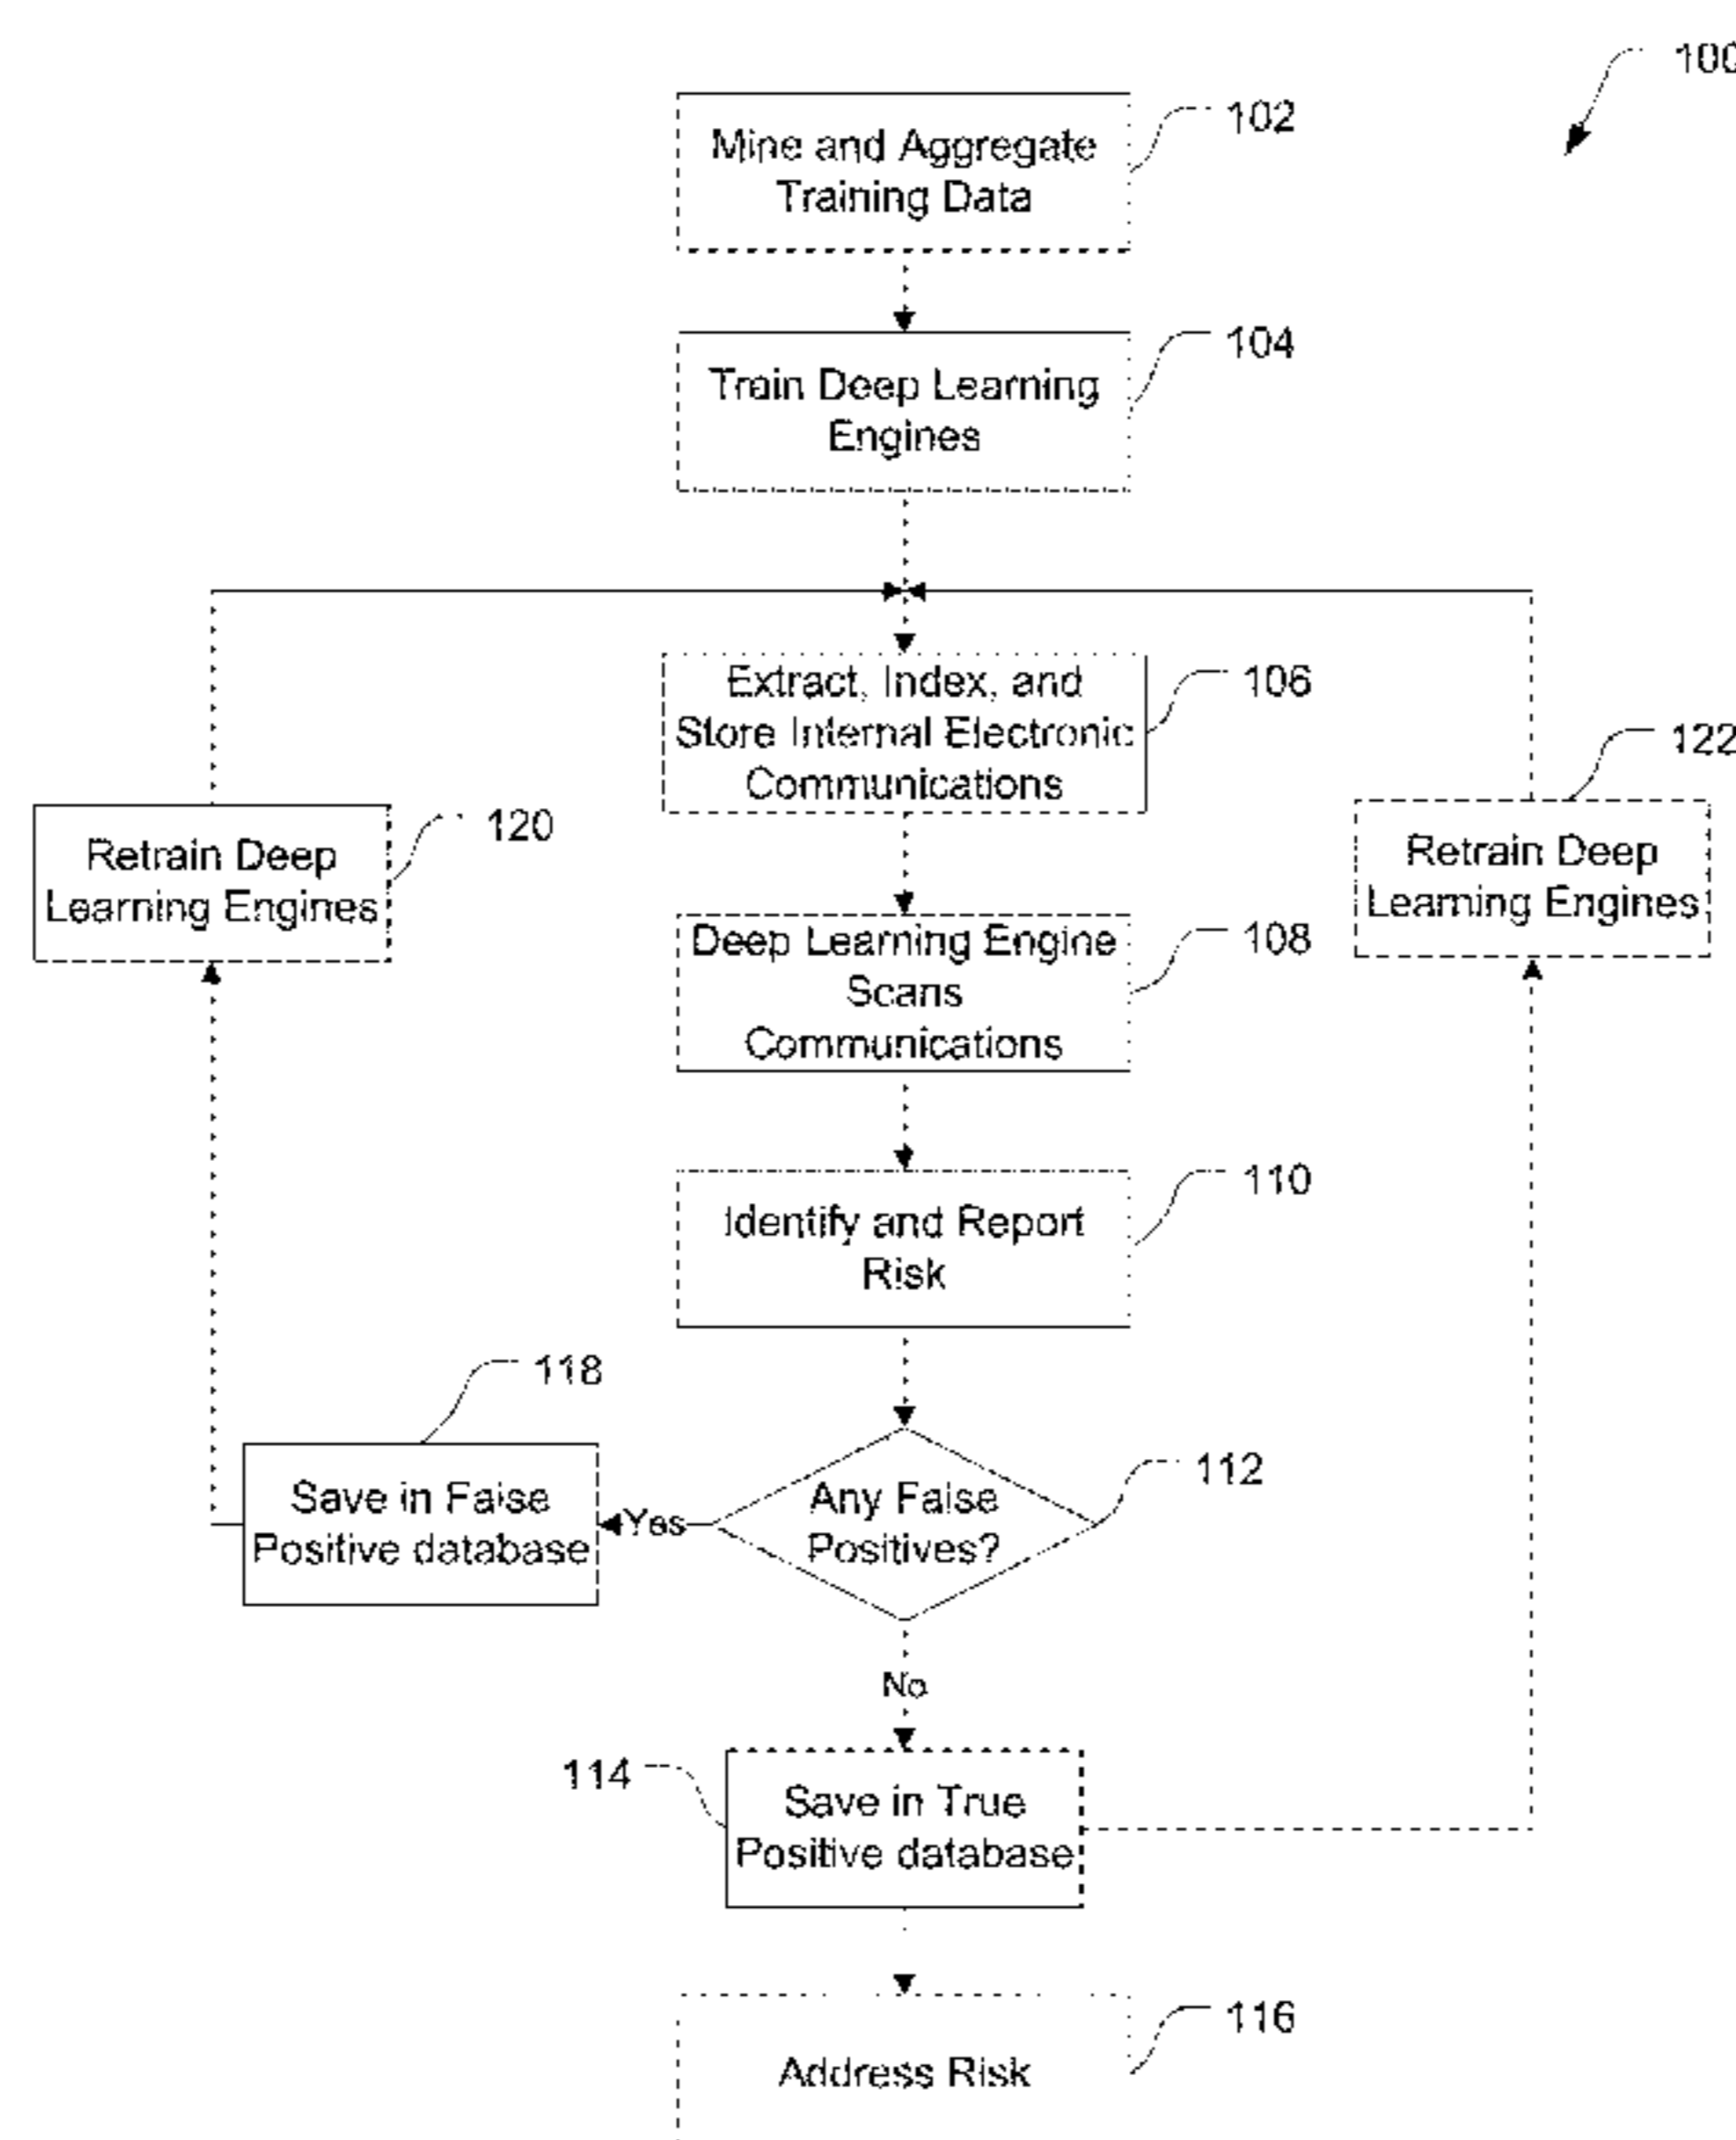 100
Mine and Aggregate
Training Data
102
Train Deep Learning
Engines
104
Extract, Index, and
Store Internal Electronic
Communications
106
Retrain Deep
Learning Engines
120
Retrain Deep
Learning Engines
122
Deep Learning Engine
Scans
Communications
108
Identify and Report
Risk
110
118
Save in False
Positive database
Yes
Any False
Positives?
112
No
114
Save in True
Positive database
Address Risk
116